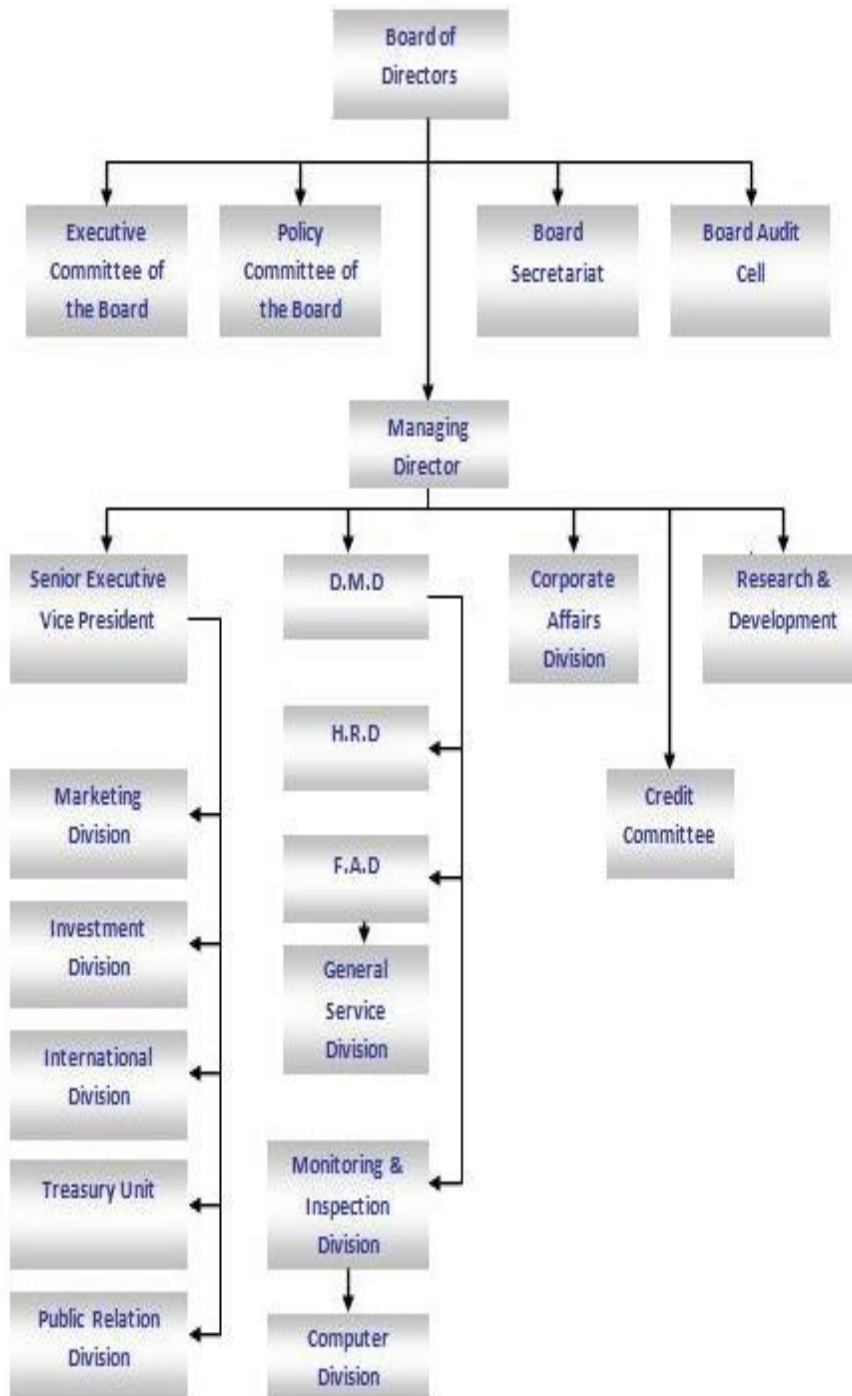 Board of
Directors
Executive
Committee of
the Board
Policy
Committee of
the Board
Board
Secretariat
Board Audit
Cell
Managing
Director
Senior Executive
Vice President
D.M.D
Corporate
Affairs
Division
Research &
Development
H.R.D
Marketing
Division
Credit
Committee
F.A.D
Investment
Division
General
Service
Division
International
Division
Treasury Unit
Monitoring &
Inspection
Division
Public Relation
Division
Computer
Division